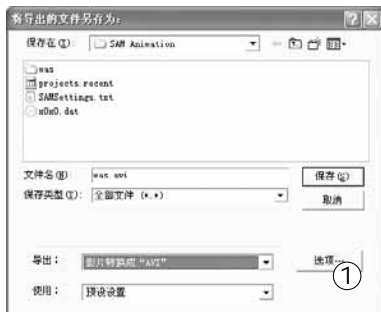 将导出的文件另存为:
保存在(I): SAM Animation
was
projects.recent
SAMSettings.txt
x0x0.dat
文件名(N): was.avi 保存(S)
保存类型(T): 全部文件 (*.*) 取消
导出: 影片转换成“AVI” 选项… ①
使用: 预设设置